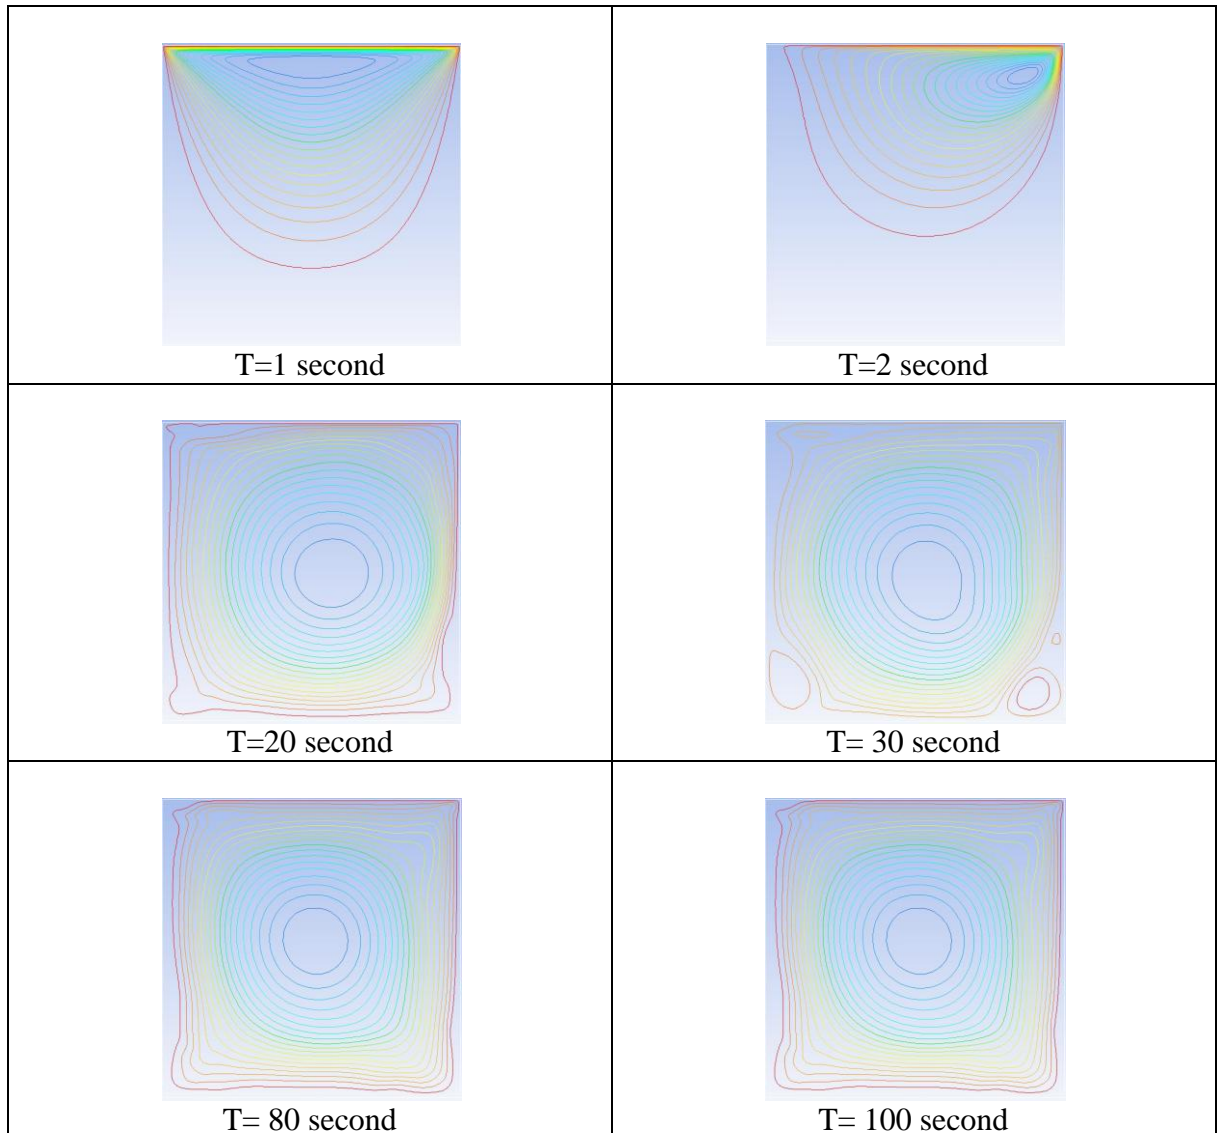 T=1 second
T=2 second
T=20 second
T= 30 second
T= 80 second
T= 100 second